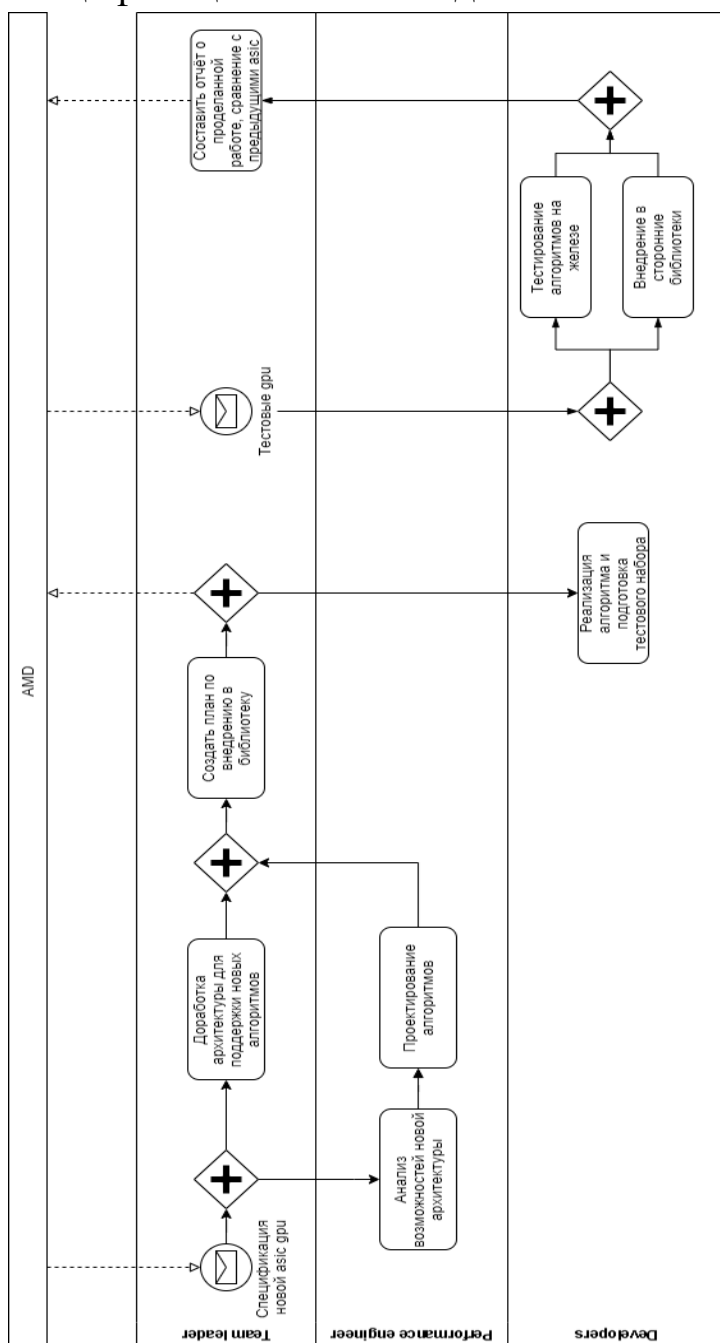 AMD
Team leader
Performance engineer
Developers
Спецификация
новой asic gpu
Доработка
архитектуры для
поддержки новых
алгоритмов
Создать план по
внедрению в
библиотеку
Тестовые gpu
Составить отчёт о
проделанной
работе, сравнение с
предыдущими asic
Анализ
возможностей новой
архитектуры
Проектирование
алгоритмов
Реализация
алгоритма и
подготовка
тестового набора
Тестирование
алгоритмов на
железе
Внедрение в
сторонние
библиотеки